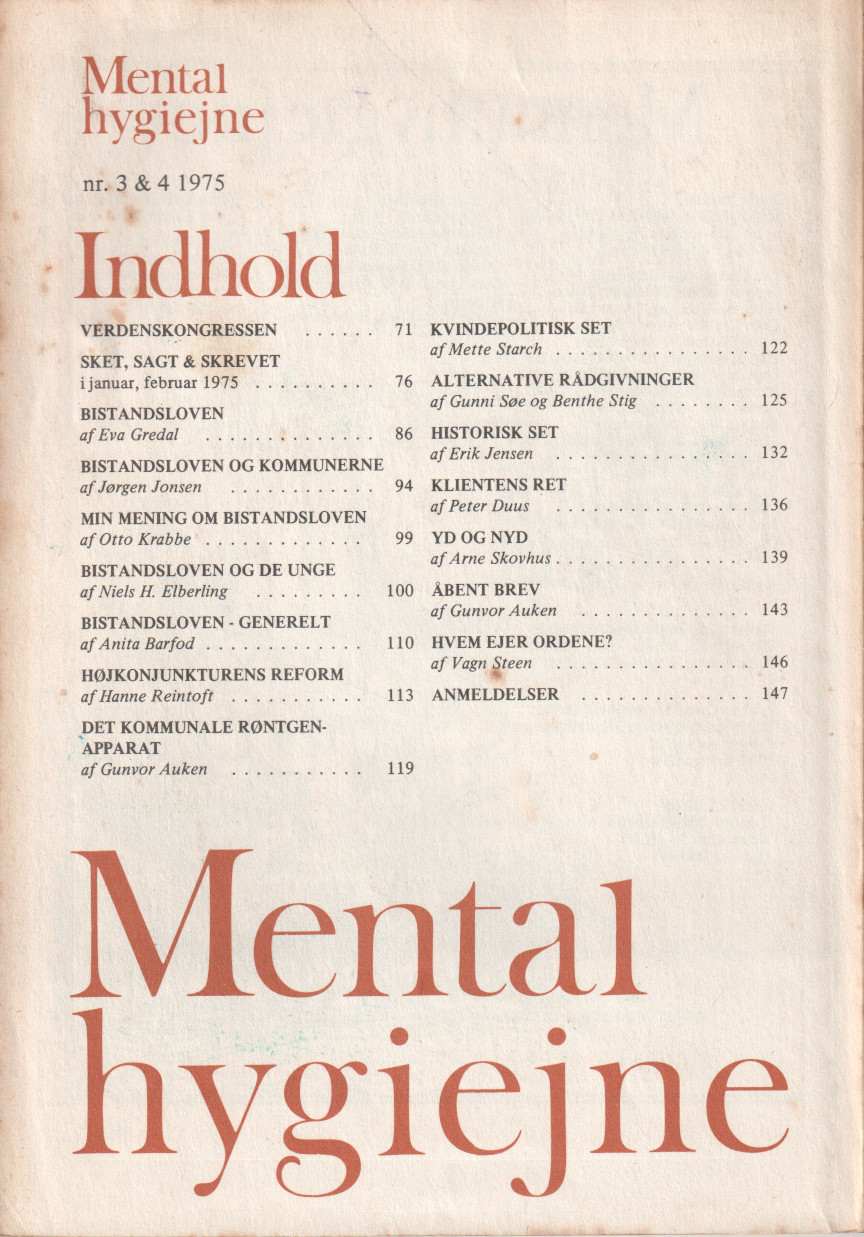 Mental
hygiejne
nr. 3 & 4 1975
Indhold
VERDENSKONGRESSEN . . . . . . 71
SKET, SAGT & SKREVET
i januar, februar 1975 . . . . . . . . . . 76
BISTANDSLOVEN
af Eva Gredal . . . . . . . . . . . . . . 86
BISTANDSLOVEN OG KOMMUNERNE
af Jørgen Jonsen . . . . . . . . . . . . 94
MIN MENING OM BISTANDSLOVEN
af Otto Krabbe . . . . . . . . . . . . . 99
BISTANDSLOVEN OG DE UNGE
af Niels H. Elberling . . . . . . . . . 100
BISTANDSLOVEN - GENERELT
af Anita Barfod . . . . . . . . . . . . . 110
HØJKONJUNKTURENS REFORM
af Hanne Reintoft . . . . . . . . . . . 113
DET KOMMUNALE RØNTGEN-
APPARAT
af Gunvor Auken . . . . . . . . . . . 119
KVINDEPOLITISK SET
af Mette Starch . . . . . . . . . . . . . . . . 122
ALTERNATIVE RÅDGIVNINGER
af Gunni Søe og Benthe Stig . . . . . . . . 125
HISTORISK SET
af Erik Jensen . . . . . . . . . . . . . . . . 132
KLIENTENS RET
af Peter Duus . . . . . . . . . . . . . . . . 136
YD OG NYD
af Arne Skovhus . . . . . . . . . . . . . . . . 139
ÅBENT BREV
af Gunvor Auken . . . . . . . . . . . . . . 143
HVEM EJER ORDENE?
af Vagn Steen . . . . . . . . . . . . . . . . 146
ANMELDELSER . . . . . . . . . . . . . . 147
Mental
hygiejne